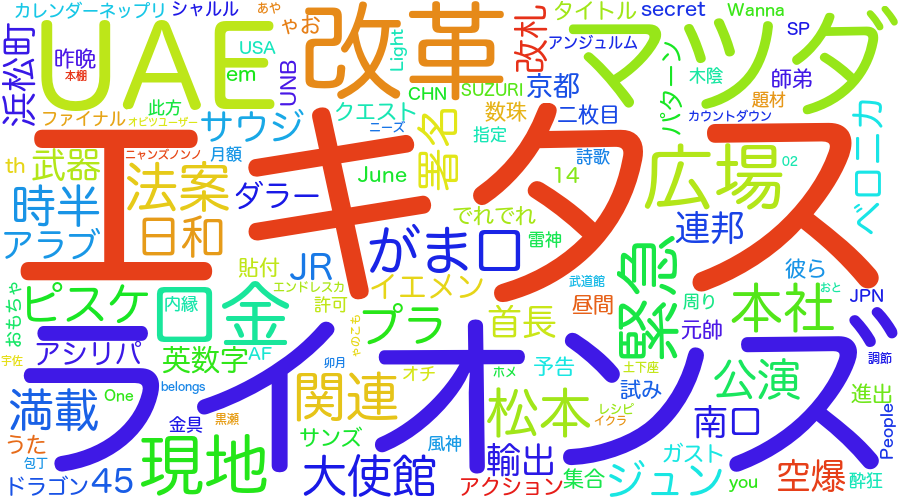 カレンダーネップリ シャルル あや ゃお 改革 改札 タイトル secret Wanna SP
浜松町 昨晩 本棚 UAE USA em UNB Light アンジュルム マツダ 木陰 師弟
此方 CHN SUZURI 京都 パターン 題材
ファイナル オビツユーザー サウジ クエスト ニーズ 数珠 二枚目 カウントダウン
th 武器 ニャンズノンノ 月額 署名 指定 詩歌 広場 02 ベロニカ
エキタス
法案 ダラー June 14
時半 日和 でれでれ 連邦
アラブ がま口 雷神
貼付 JR イエメン エンドレスカ 武道館 彼ら
おもちゃ ピスケ 内縁 口金 許可 プラ 首長 昼間 緊急 周り 本社 おと JPN
アシリパ 英数字 AF もこのゃ 元帥 調節
ライオンズ
宇佐 卯月 オチ ホメ 予告 土下座 試み 公演
満載 One belongs 関連 松本 レシピ イクラ 進出
金具 黒瀬 南口 People
うた サンズ 風神
包丁 現地 大使館 輸出 ガスト 空爆
ドラゴン 45 アクション 集合 ジュン you 酔狂